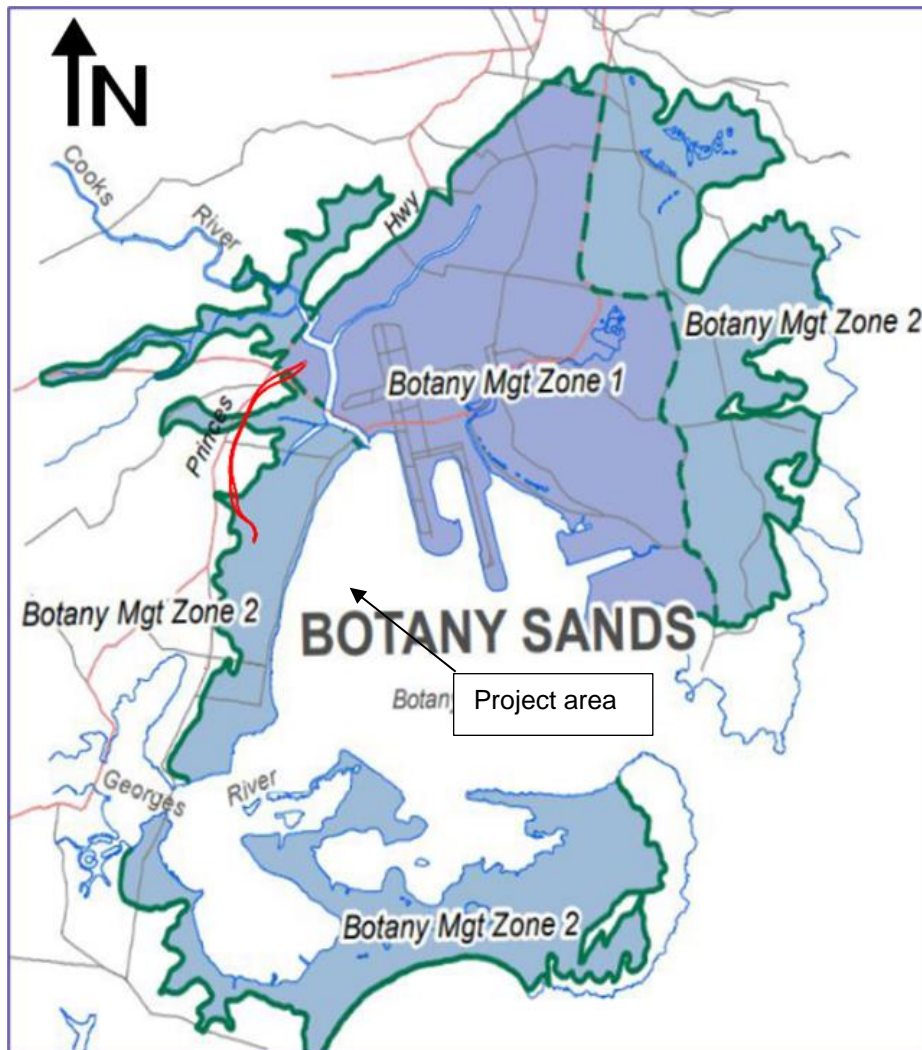 N
Cooks
River
Hwy
Botany Mgt Zone 2
Botany Mgt Zone 1
Princes
Botany Mgt Zone 2
BOTANY SANDS
Botany
Project area
Georges
River
Botany Mgt Zone 2